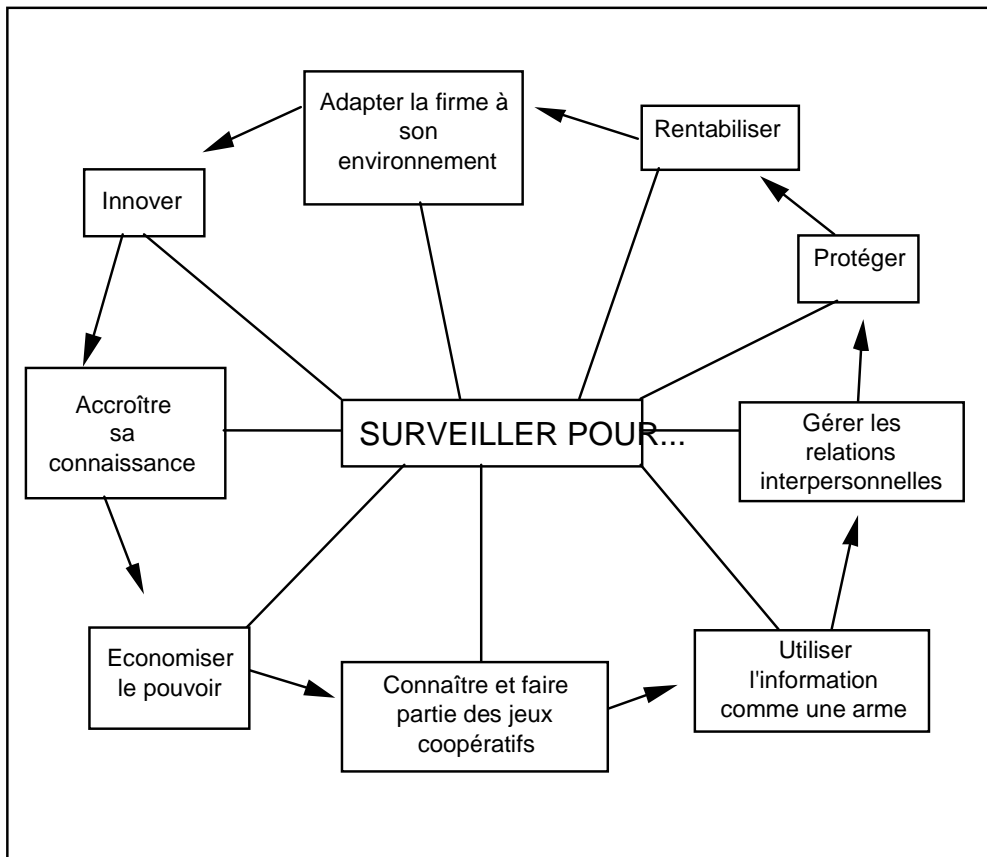 Adapter la firme à
son
environnement
Rentabiliser
Innover
Protéger
Accroître
sa
connaissance
SURVEILLER POUR...
Gérer les
relations
interpersonnelles
Economiser
le pouvoir
Connaître et faire
partie des jeux
coopératifs
Utiliser
l'information
comme une arme